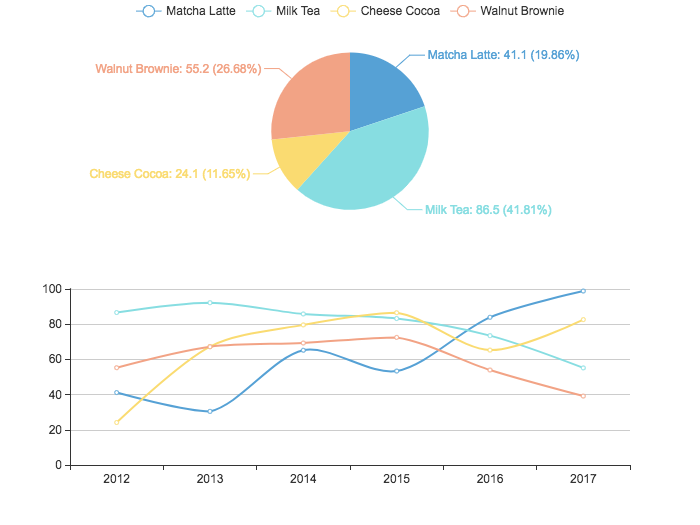 Matcha Latte Milk Tea Cheese Cocoa Walnut Brownie
Matcha Latte: 41.1 (19.86%)
Walnut Brownie: 55.2 (26.68%)
Cheese Cocoa: 24.1 (11.65%)
Milk Tea: 86.5 (41.81%)
100
80
60
40
20
0
2012 2013 2014 2015 2016 2017